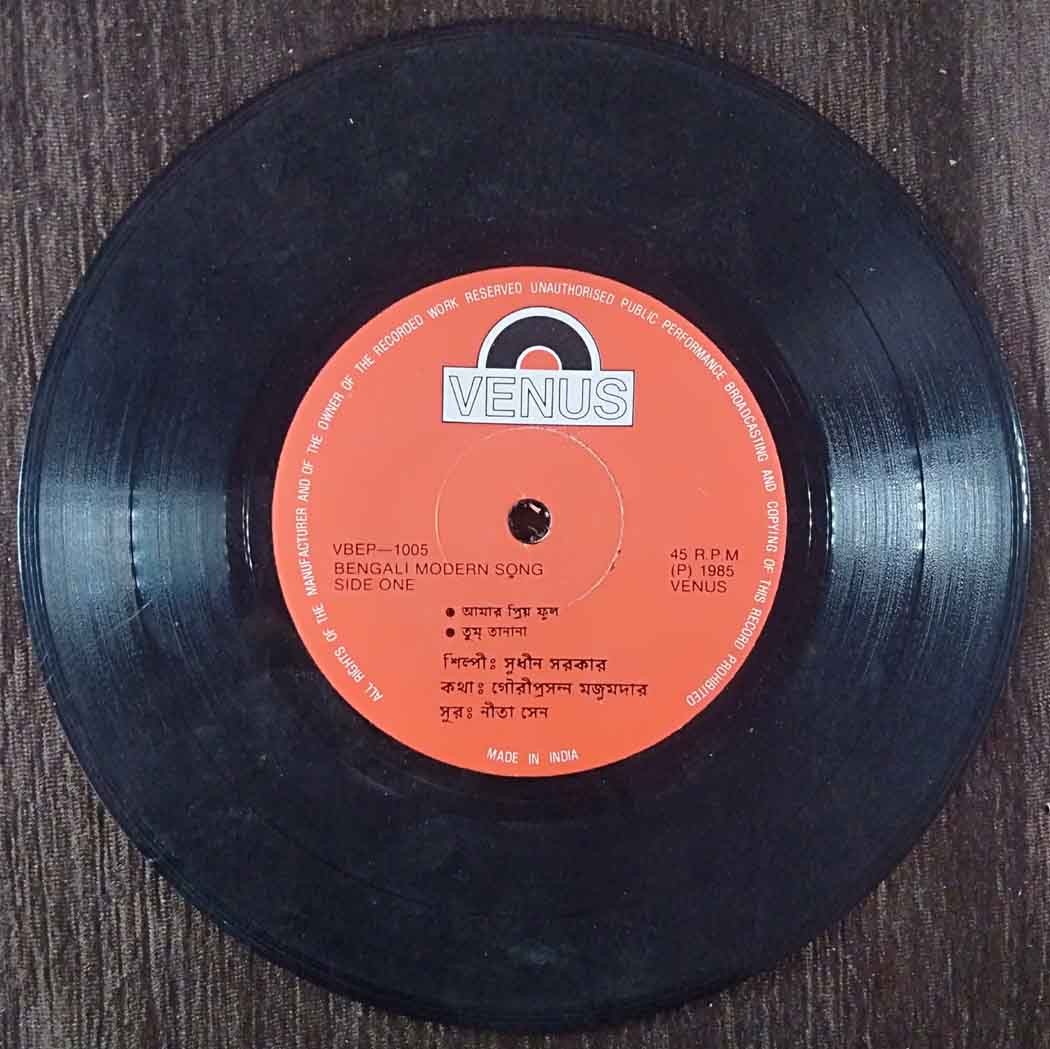 ALL RIGHTS OF THE MANUFACTURER AND OF THE OWNER OF THE RECORDED WORK RESERVED UNAUTHORISED PUBLIC PERFORMANCE BROADCASTING AND COPYING OF THIS RECORD PROHIBITED
VENUS
VBEP—1005
BENGALI MODERN SONG
SIDE ONE
45 R.P.M
(P) 1985
VENUS
● আমার প্রিয় ফুল
● তুম্ তানানা
শিল্পীঃ সুধীন সরকার
কথাঃ গৌরীপ্রসন্ন মজুমদার
সুরঃ নীতা সেন
MADE IN INDIA